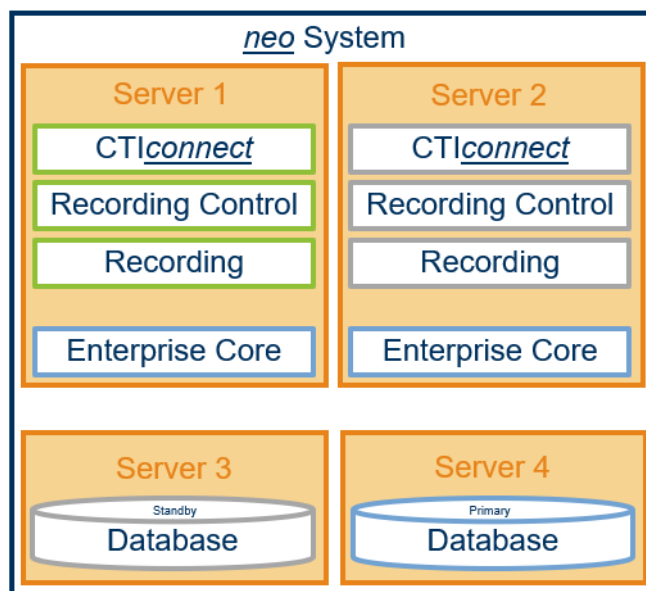 neo System
Server 1
CTIconnect
Recording Control
Recording
Enterprise Core
Server 2
CTIconnect
Recording Control
Recording
Enterprise Core
Server 3
Standby
Database
Server 4
Primary
Database